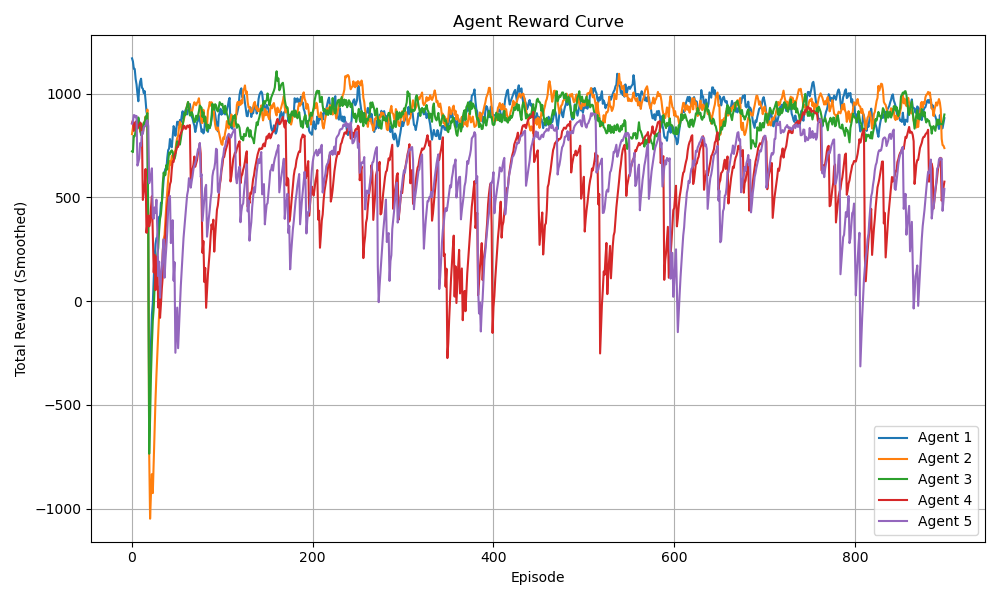 Agent Reward Curve
Total Reward (Smoothed)
1000
500
0
−500
−1000
0 200 400 600 800
Episode
Agent 1
Agent 2
Agent 3
Agent 4
Agent 5